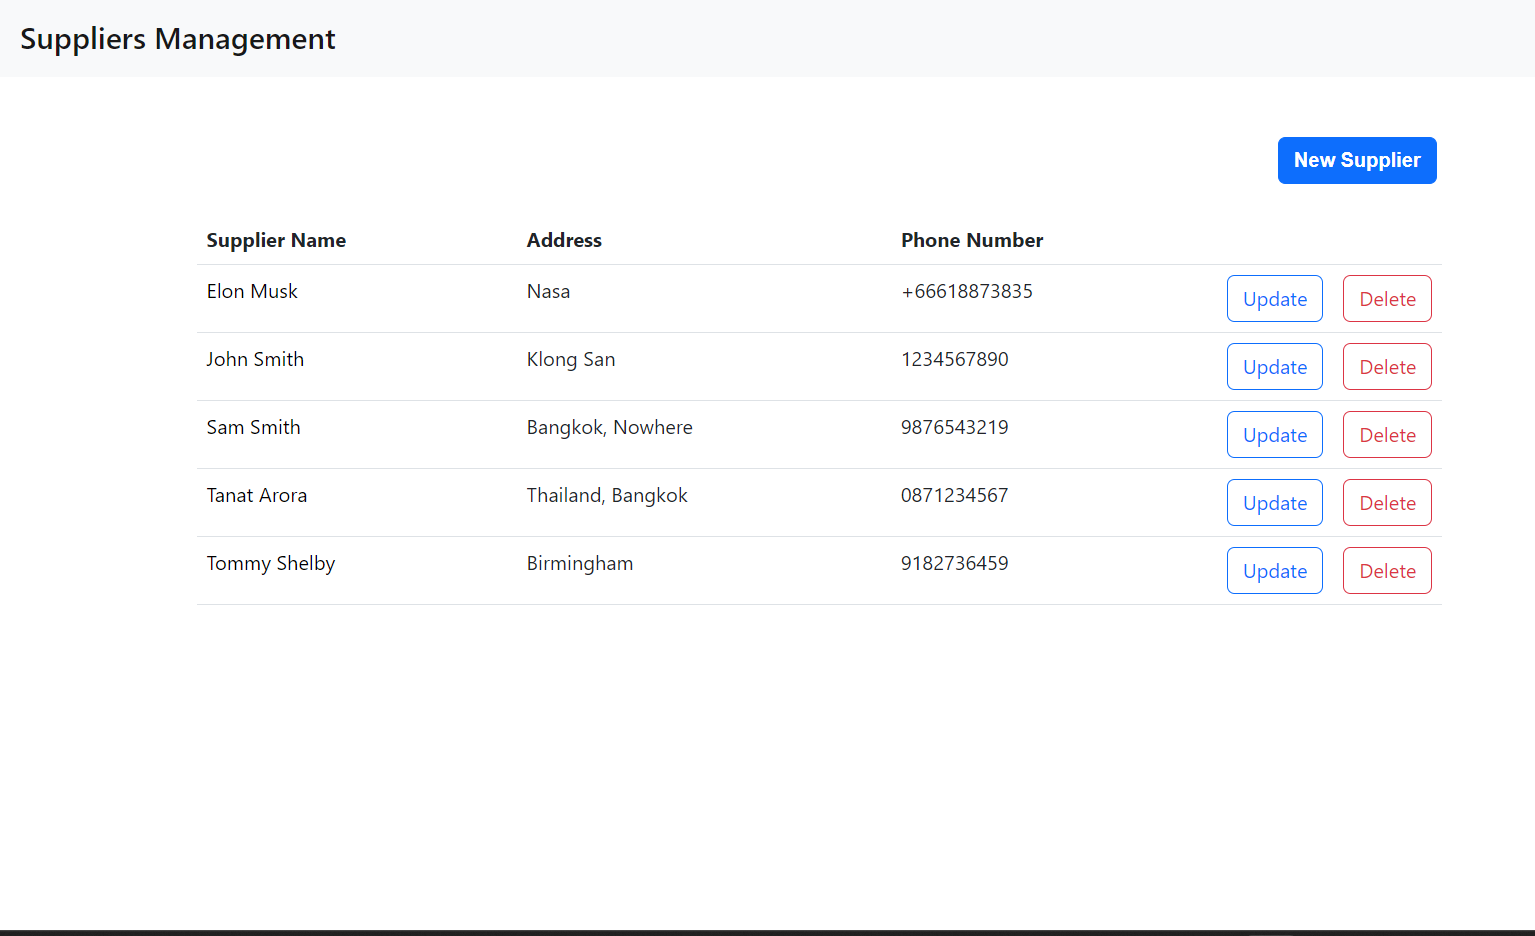 Suppliers Management
New Supplier
Supplier Name Address Phone Number
Elon Musk Nasa +66618873835 Update Delete
John Smith Klong San 1234567890 Update Delete
Sam Smith Bangkok, Nowhere 9876543219 Update Delete
Tanat Arora Thailand, Bangkok 0871234567 Update Delete
Tommy Shelby Birmingham 9182736459 Update Delete